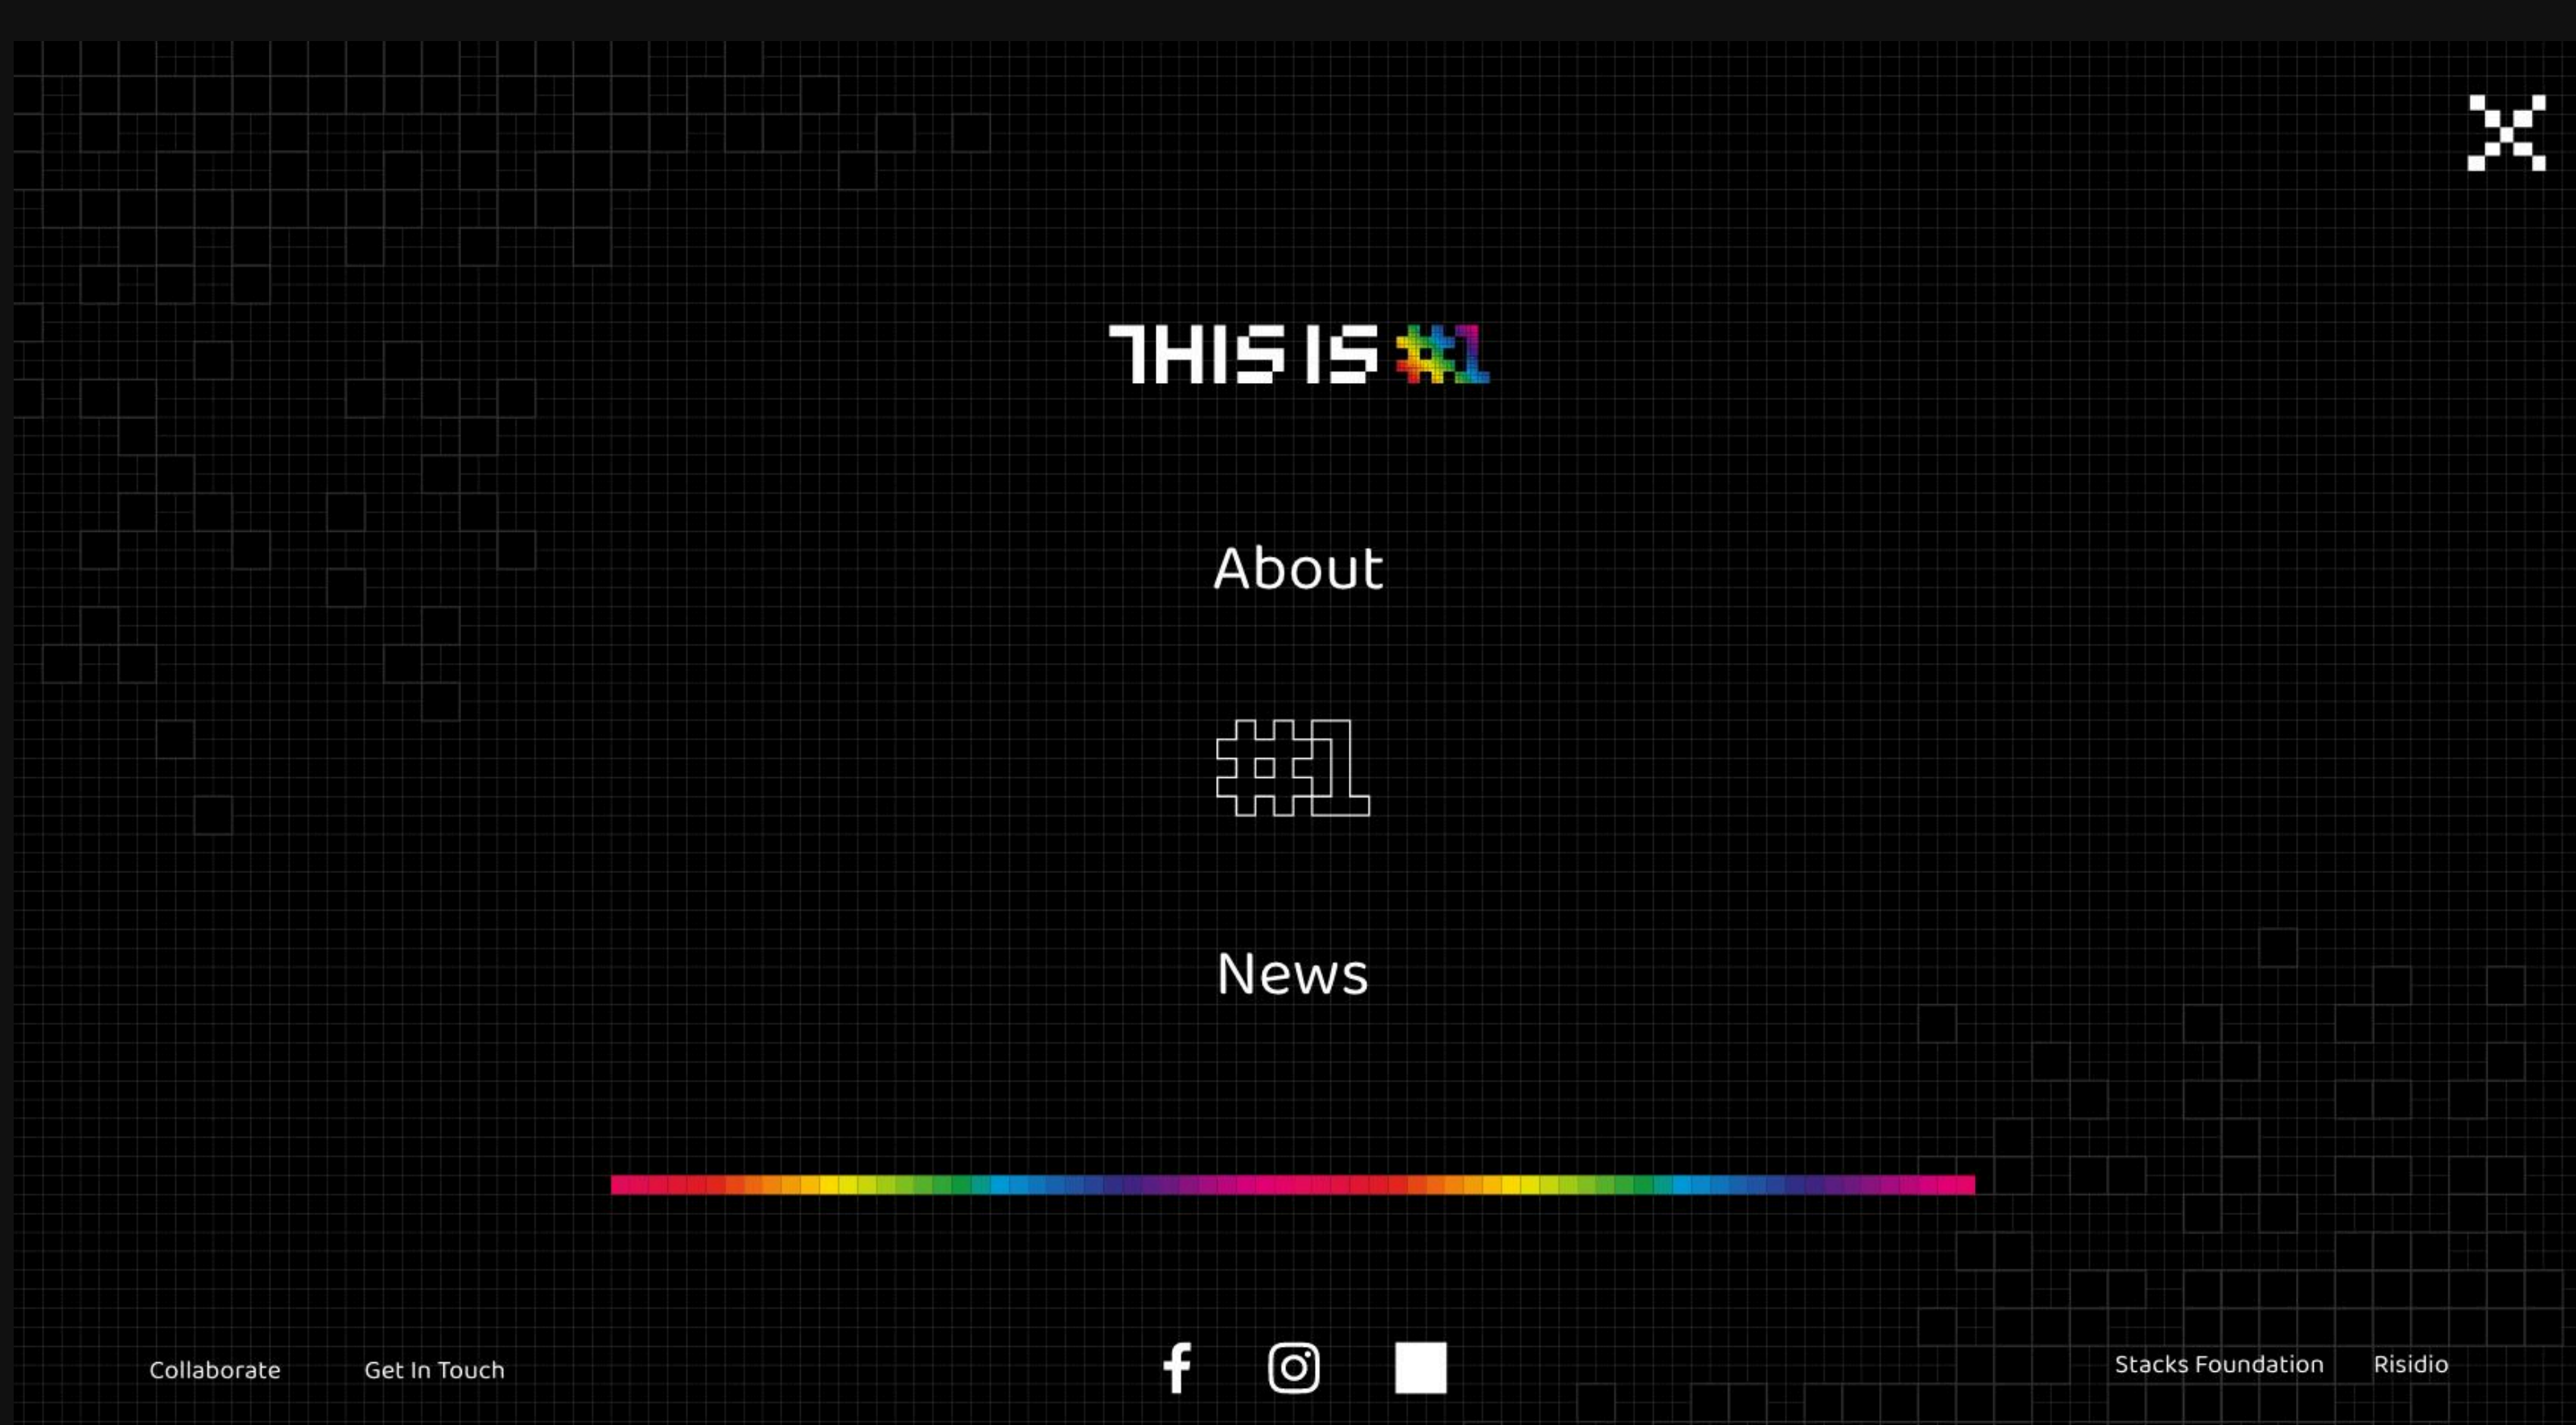 THIS IS #1
About
#1
News
Collaborate
Get In Touch
Stacks Foundation
Risidio